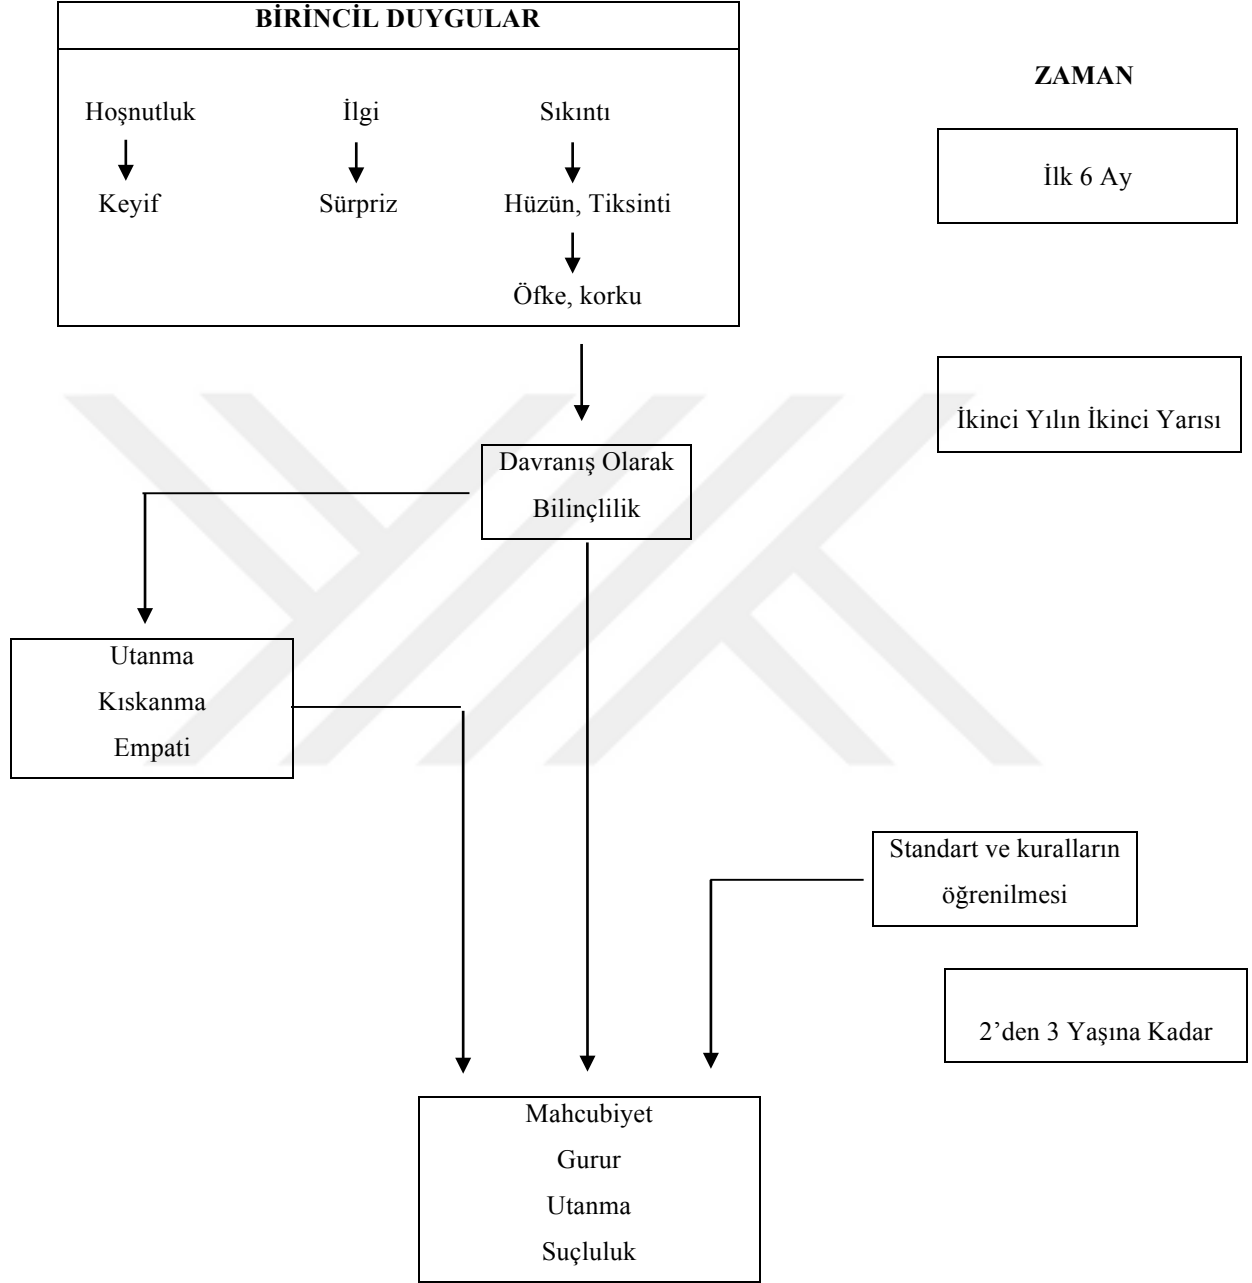 BİRİNCİL DUYGULAR
ZAMAN
Hoşnutluk İlgi Sıkıntı
İlk 6 Ay
Keyif Sürpriz Hüzün, Tiksinti
Öfke, korku
İkinci Yılın İkinci Yarısı
Davranış Olarak
Bilinçlilik
Utanma
Kıskanma
Empati
Standart ve kuralların
öğrenilmesi
2’den 3 Yaşına Kadar
Mahcubiyet
Gurur
Utanma
Suçluluk